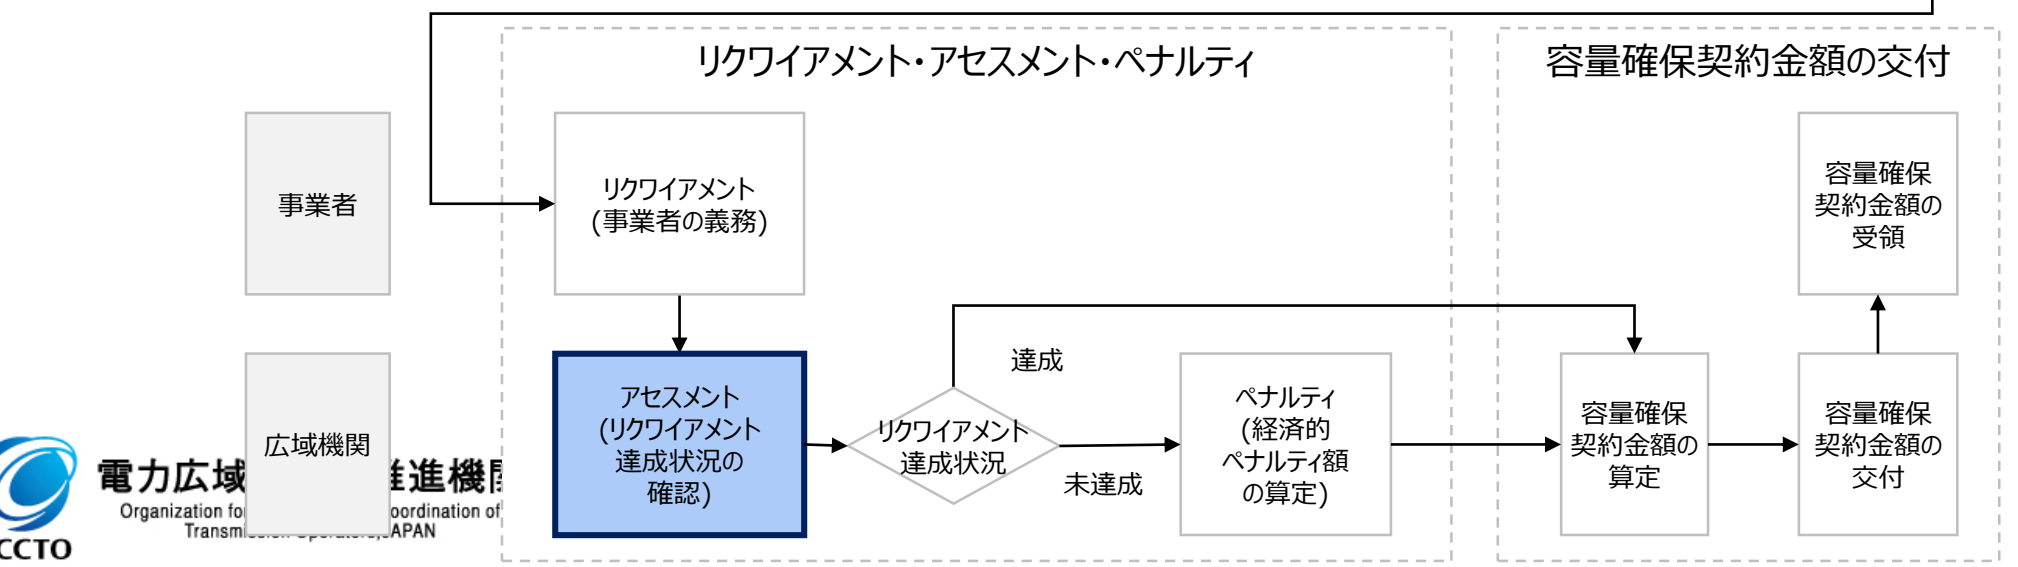 リクワイアメント・アセスメント・ペナルティ
容量確保契約金額の交付
事業者
リクワイアメント
(事業者の義務)
容量確保
契約金額の
受領
広域機関
アセスメント
(リクワイアメント
達成状況の
確認)
リクワイアメント
達成状況
達成
未達成
ペナルティ
(経済的
ペナルティ額
の算定)
容量確保
契約金額の
算定
容量確保
契約金額の
交付
電力広域
推進機
Organization for
oordination of
Transmission Operators,JAPAN
CCTO